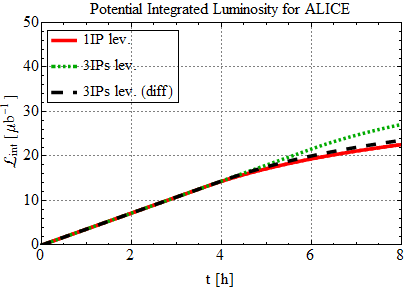 Potential Integrated Luminosity for ALICE
50
40
30
20
10
0
1IP lev.
3IPs lev.
3IPs lev. (diff)
ℒint [μb⁻¹]
0 2 4 6 8
t [h]